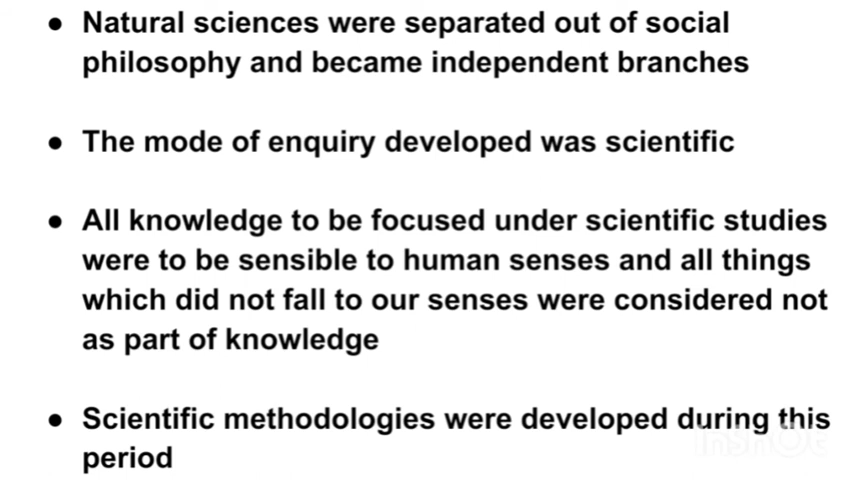 ● Natural sciences were separated out of social
philosophy and became independent branches
● The mode of enquiry developed was scientific
● All knowledge to be focused under scientific studies
were to be sensible to human senses and all things
which did not fall to our senses were considered not
as part of knowledge
● Scientific methodologies were developed during this
period
InShOt